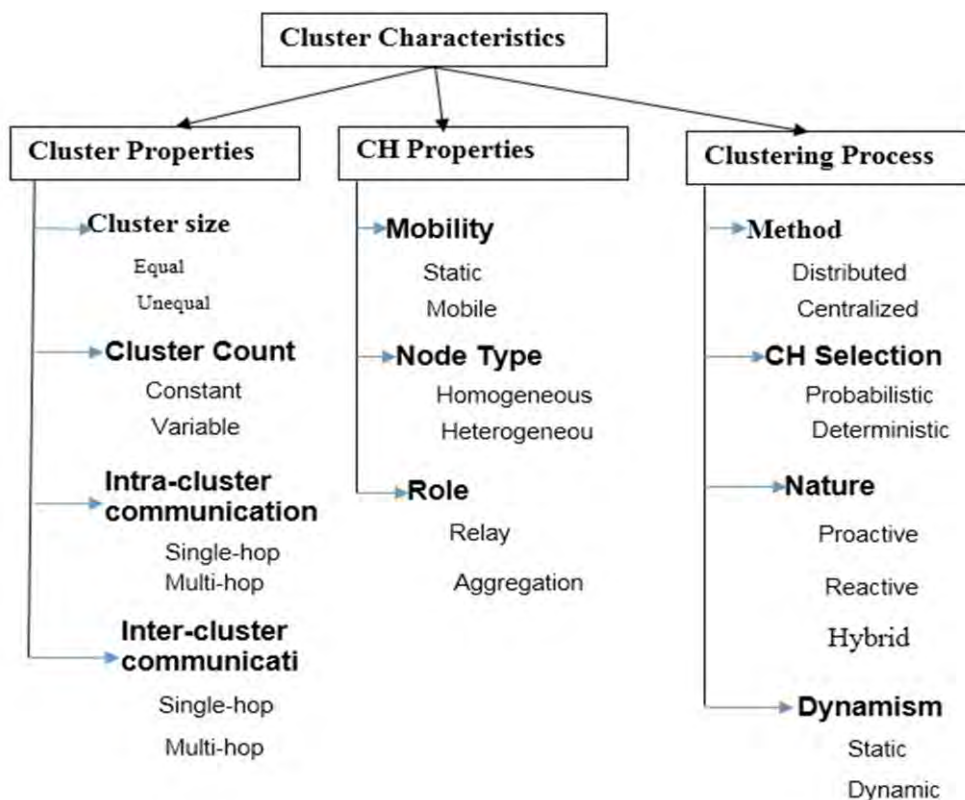 Cluster Characteristics
Cluster Properties
Cluster size
Equal
Unequal
Cluster Count
Constant
Variable
Intra-cluster
communication
Single-hop
Multi-hop
Inter-cluster
communicati
Single-hop
Multi-hop
CH Properties
Mobility
Static
Mobile
Node Type
Homogeneous
Heterogeneou
Role
Relay
Aggregation
Clustering Process
Method
Distributed
Centralized
CH Selection
Probabilistic
Deterministic
Nature
Proactive
Reactive
Hybrid
Dynamism
Static
Dynamic